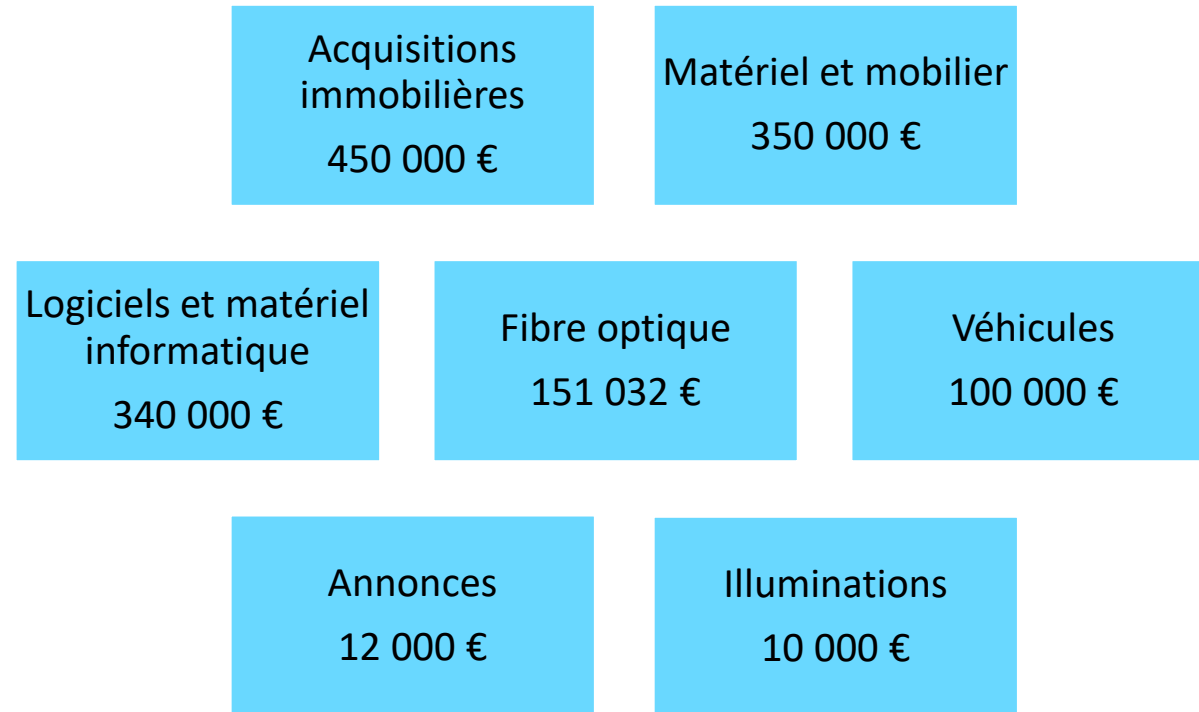 Acquisitions
immobilières
450 000 €
Matériel et mobilier
350 000 €
Logiciels et matériel
informatique
340 000 €
Fibre optique
151 032 €
Véhicules
100 000 €
Annonces
12 000 €
Illuminations
10 000 €